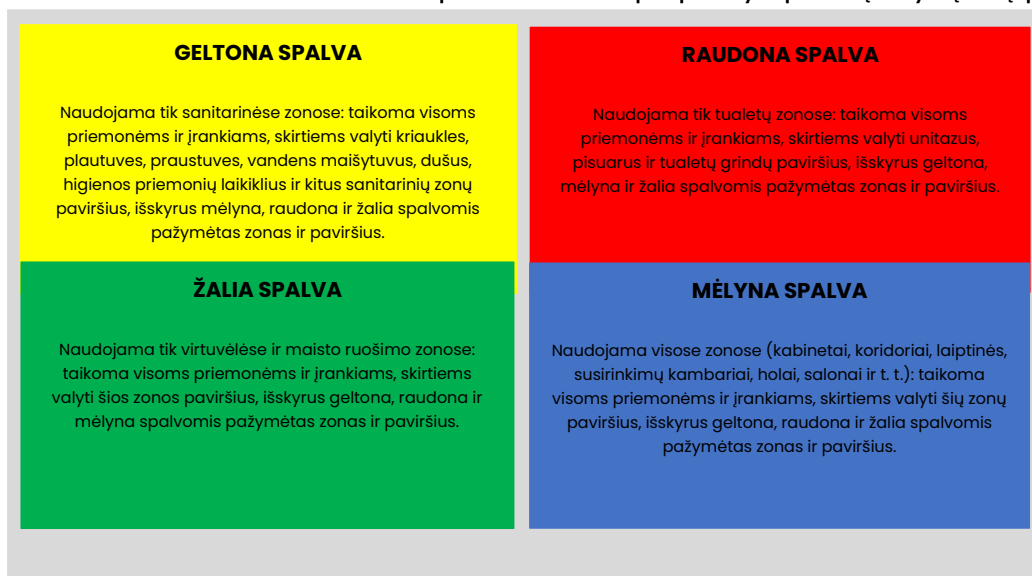 GELTONA SPALVA
Naudojama tik sanitarinėse zonose: taikoma visoms
priemonėms ir įrankiams, skirtiems valyti kriaukles,
plautuves, praustuves, vandens maišytuvus, dušus,
higienos priemonių laikiklius ir kitus sanitarinių zonų
paviršius, išskyrus mėlyna, raudona ir žalia spalvomis
pažymėtas zonas ir paviršius.
RAUDONA SPALVA
Naudojama tik tualetų zonose: taikoma visoms
priemonėms ir įrankiams, skirtiems valyti unitazus,
pisuarus ir tualetų grindų paviršius, išskyrus geltona,
mėlyna ir žalia spalvomis pažymėtas zonas ir paviršius.
ŽALIA SPALVA
Naudojama tik virtuvėlėse ir maisto ruošimo zonose:
taikoma visoms priemonėms ir įrankiams, skirtiems
valyti šios zonos paviršius, išskyrus geltona, raudona ir
mėlyna spalvomis pažymėtas zonas ir paviršius.
MĖLYNA SPALVA
Naudojama visose zonose (kabinetai, koridoriai, laiptinės,
susirinkimų kambariai, holai, salonai ir t. t.): taikoma
visoms priemonėms ir įrankiams, skirtiems valyti šių zonų
paviršius, išskyrus geltona, raudona ir žalia spalvomis
pažymėtas zonas ir paviršius.